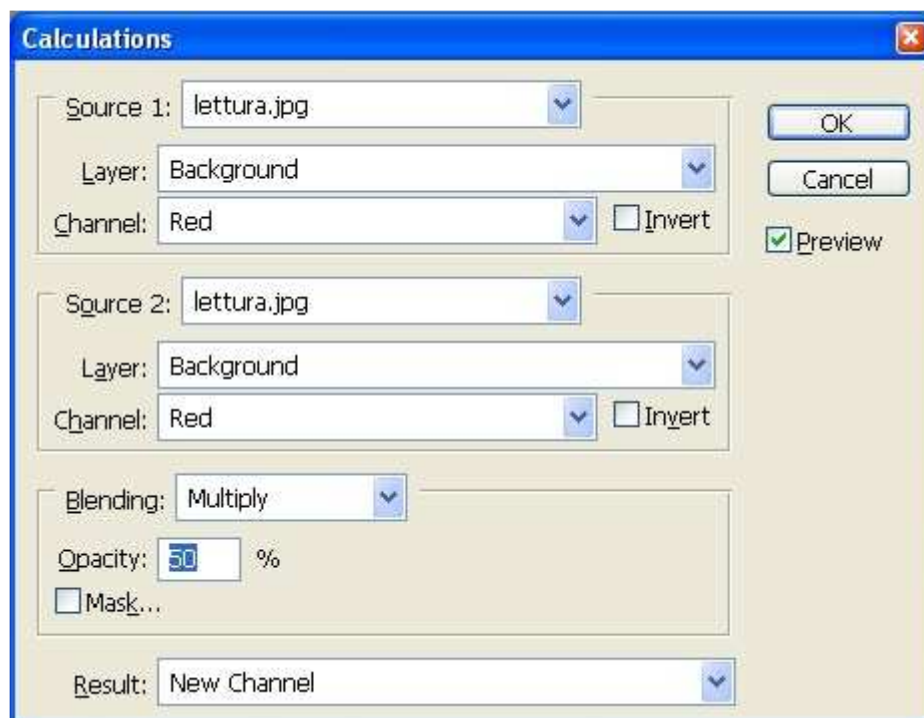 Calculations
Source 1: lettura.jpg
OK
Layer: Background
Cancel
Channel: Red Invert
Preview
Source 2: lettura.jpg
Layer: Background
Channel: Red Invert
Blending: Multiply
Opacity: 50 %
Mask...
Result: New Channel